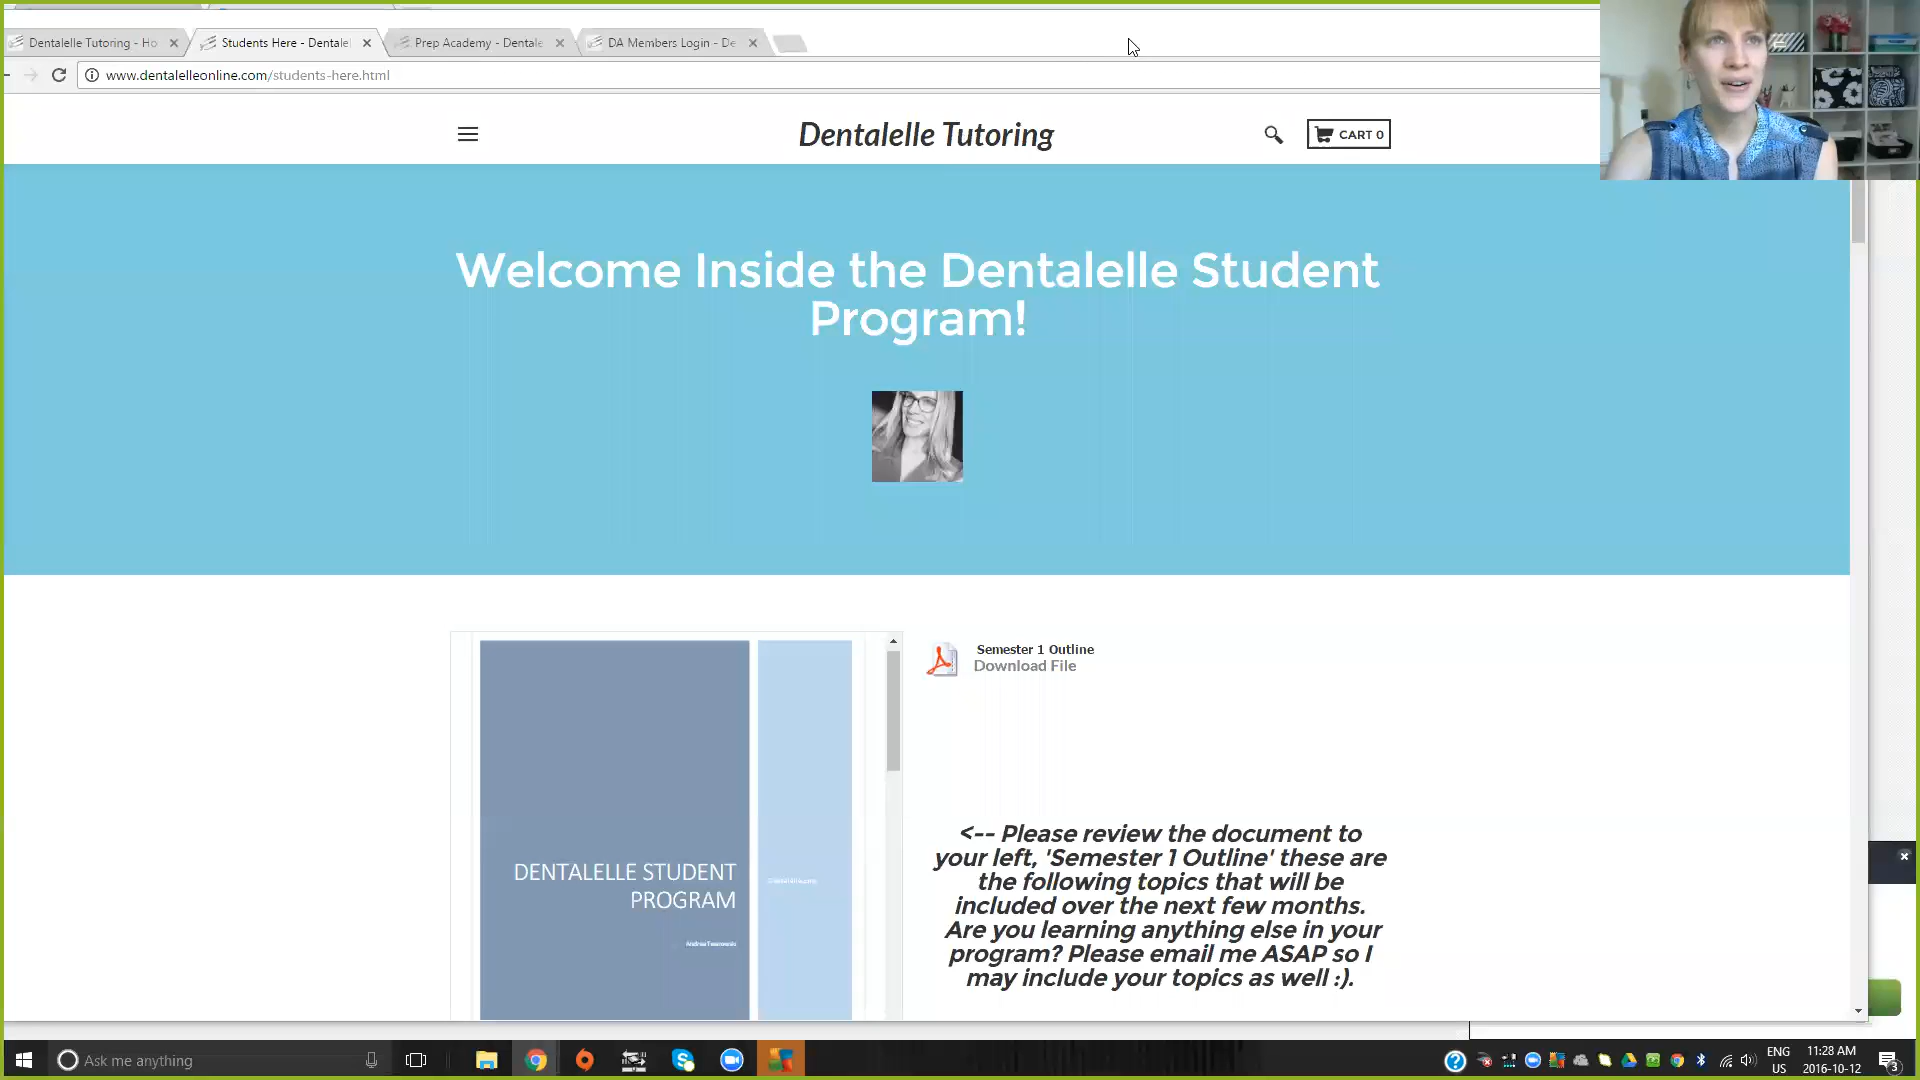 Dentalelle Tutoring - Ho
Students Here - Dentalel
Prep Academy - Dentale
DA Members Login - De
www.dentalelleonline.com/students-here.html
Dentalelle Tutoring
CART 0
Welcome Inside the Dentalelle Student
Program!
Semester 1 Outline
Download File
DENTALELLE STUDENT
PROGRAM
<-- Please review the document to
your left, 'Semester 1 Outline' these are
the following topics that will be
included over the next few months.
Are you learning anything else in your
program? Please email me ASAP so I
may include your topics as well :).
Ask me anything
ENG
US
11:28 AM
2016-10-12
3